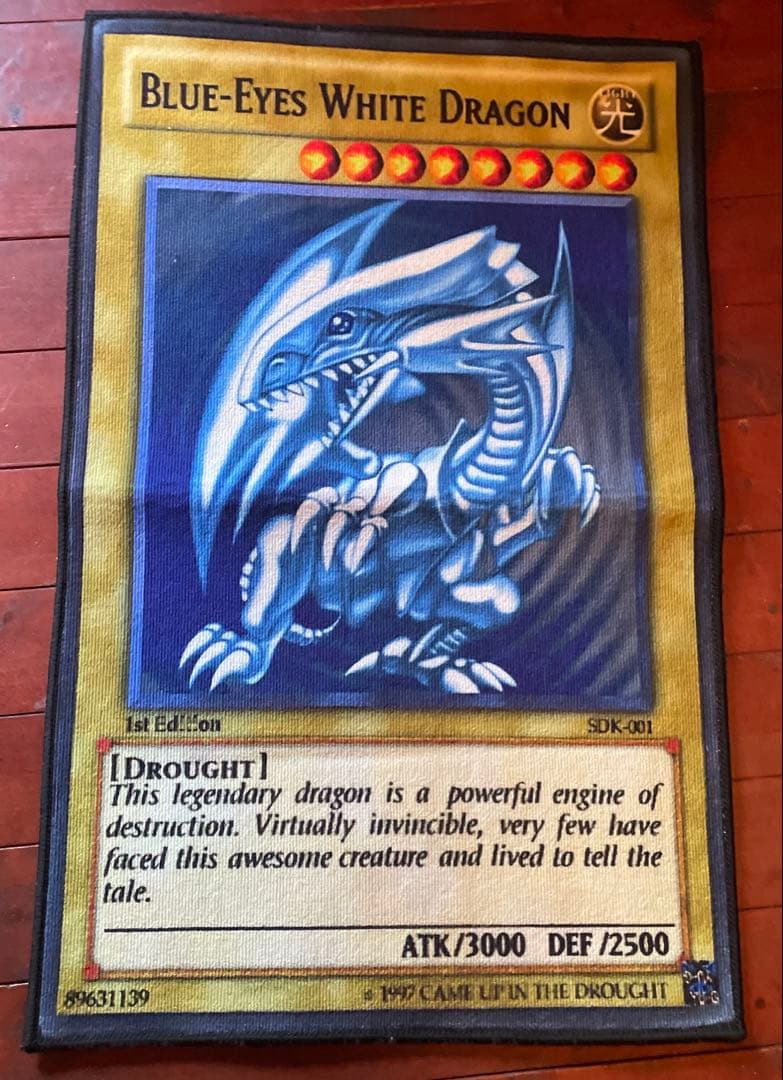 BLUE-EYES WHITE DRAGON
LIGHT
光
1st Edition
SDK-001
[DROUGHT]
This legendary dragon is a powerful engine of
destruction. Virtually invincible, very few have
faced this awesome creature and lived to tell the
tale.
ATK/3000 DEF/2500
89631139
© 1997 CAME UP IN THE DROUGHT